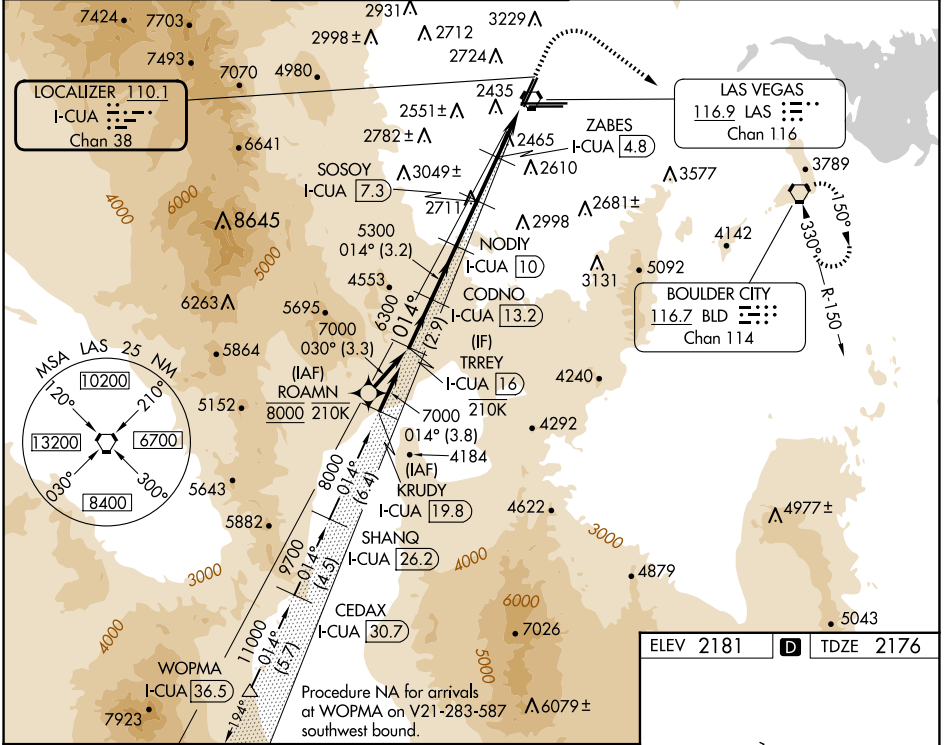 7424
7703
7493
7070
4980
2931
2998±
2712
3229
2724
LOCALIZER 110.1
I-CUA
Chan 38
2435
2551±
2782±
LAS VEGAS
116.9 LAS
Chan 116
ZABES
I-CUA 4.8
6641
2465
2610
SOSOY
I-CUA 7.3
3049±
2711
3577
3789
4000
6000
8645
5000
2998
2681±
150°
330°
R-150
4142
5300
014° (3.2)
NODIY
I-CUA 10
3131
5092
4553
6300
014°
(2.9)
CODNO
I-CUA 13.2
BOULDER CITY
116.7 BLD
Chan 114
6263
5695
7000
030° (3.3)
(IF)
TRREY
I-CUA 16
210K
5864
(IAF)
ROAMN
8000 210K
4240
MSA LAS 25 NM
120°
210°
030°
300°
10200
13200
6700
8400
5152
7000
014° (3.8)
4292
4184
(IAF)
KRUDY
I-CUA 19.8
8000
014°
(6.4)
5643
5882
4622
4977±
SHANQ
I-CUA 26.2
9700
014°
(4.5)
3000
4000
3000
4879
CEDAX
I-CUA 30.7
6000
7026
5043
11000
014°
(5.7)
4000
5000
WOPMA
I-CUA 36.5
194°
7923
Procedure NA for arrivals
at WOPMA on V21-283-587
southwest bound.
6079±
ELEV 2181 D TDZE 2176